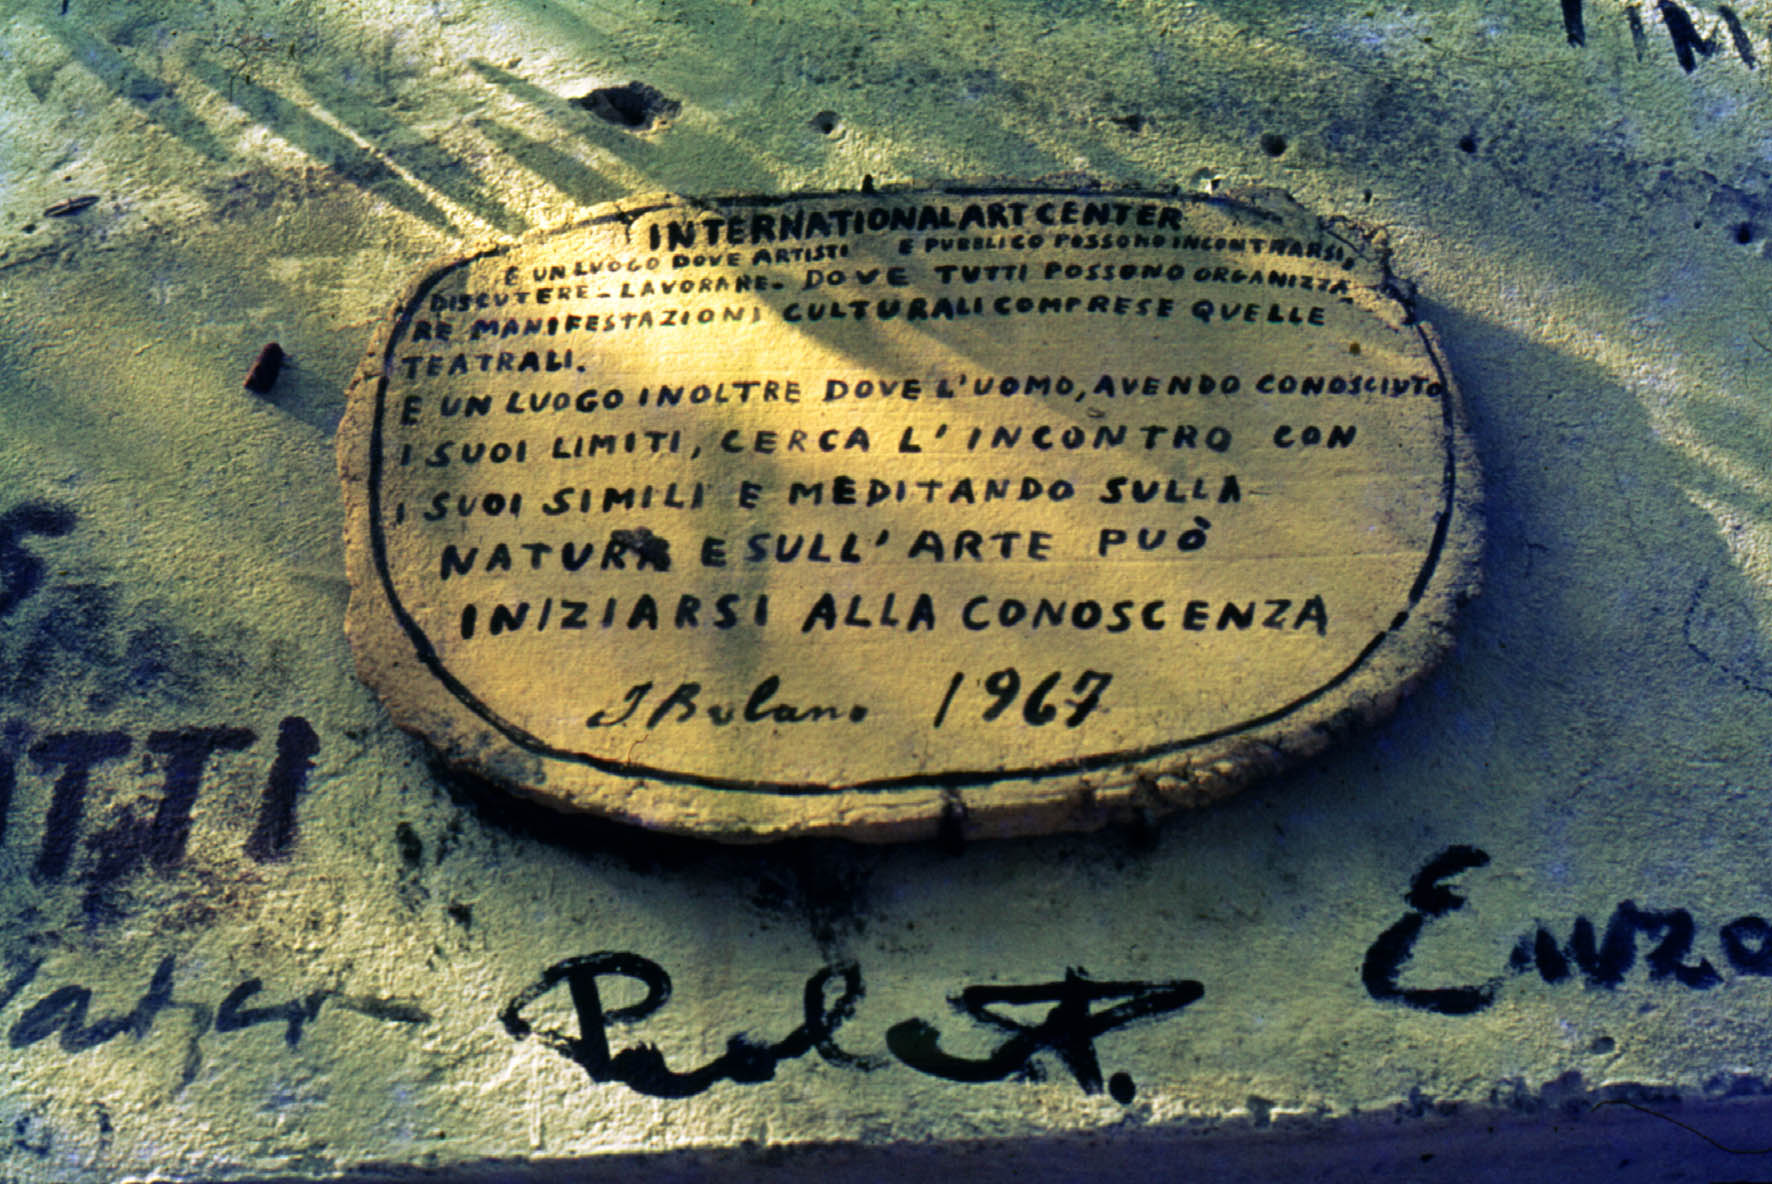 INTERNATIONAL ART CENTER
E UN LUOGO DOVE ARTISTI E PUBBLICO POSSONO INCONTRARSI,
DISCUTERE - LAVORARE. DOVE TUTTI POSSONO ORGANIZZA
RE MANIFESTAZIONI CULTURALI COMPRESE QUELLE
TEATRALI.
E UN LUOGO INOLTRE DOVE L'UOMO, AVENDO CONOSCIUTO
I SUOI LIMITI, CERCA L'INCONTRO CON
I SUOI SIMILI E MEDITANDO SULLA
NATURA E SULL'ARTE PUÒ
INIZIARSI ALLA CONOSCENZA
1967
Enzo